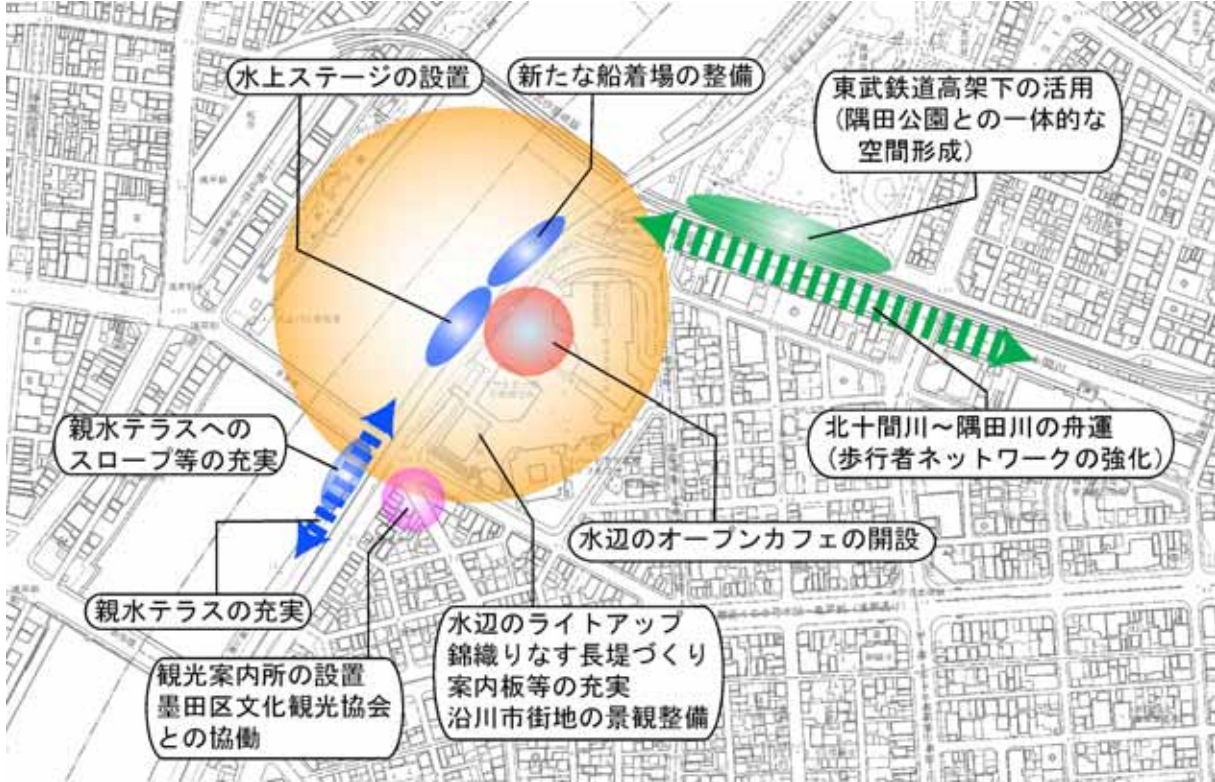 水上ステージの設置
新たな船着場の整備
東武鉄道高架下の活用
(隅田公園との一体的な
空間形成)
親水テラスへの
スロープ等の充実
北十間川~隅田川の舟運
(歩行者ネットワークの強化)
水辺のオープンカフェの開設
親水テラスの充実
観光案内所の設置
墨田区文化観光協会
との協働
水辺のライトアップ
錦織りなす長堤づくり
案内板等の充実
沿川市街地の景観整備